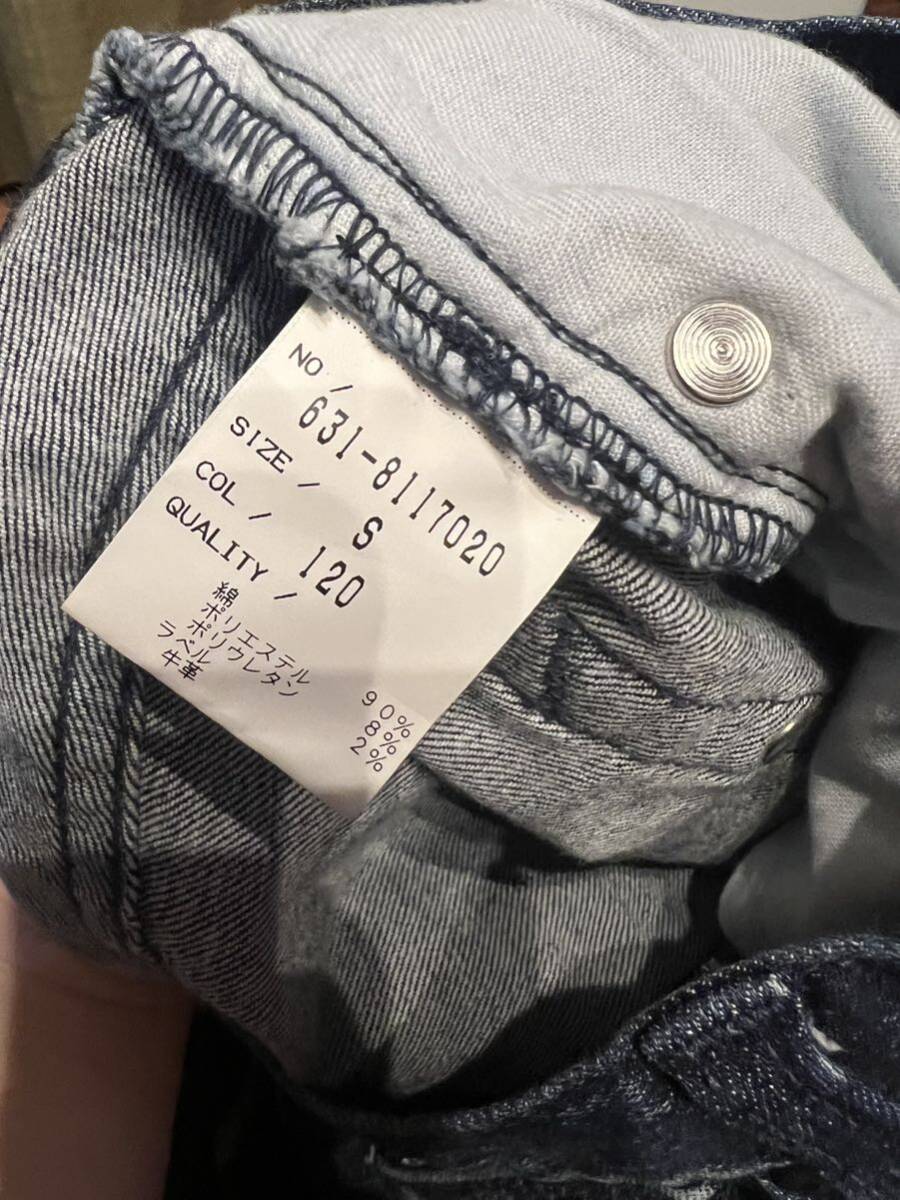 NO / 631-8117020
SIZE / S
COL / 120
QUALITY /
綿 90%
ポリエステル 8%
ポリウレタン 2%
ラベル
牛革